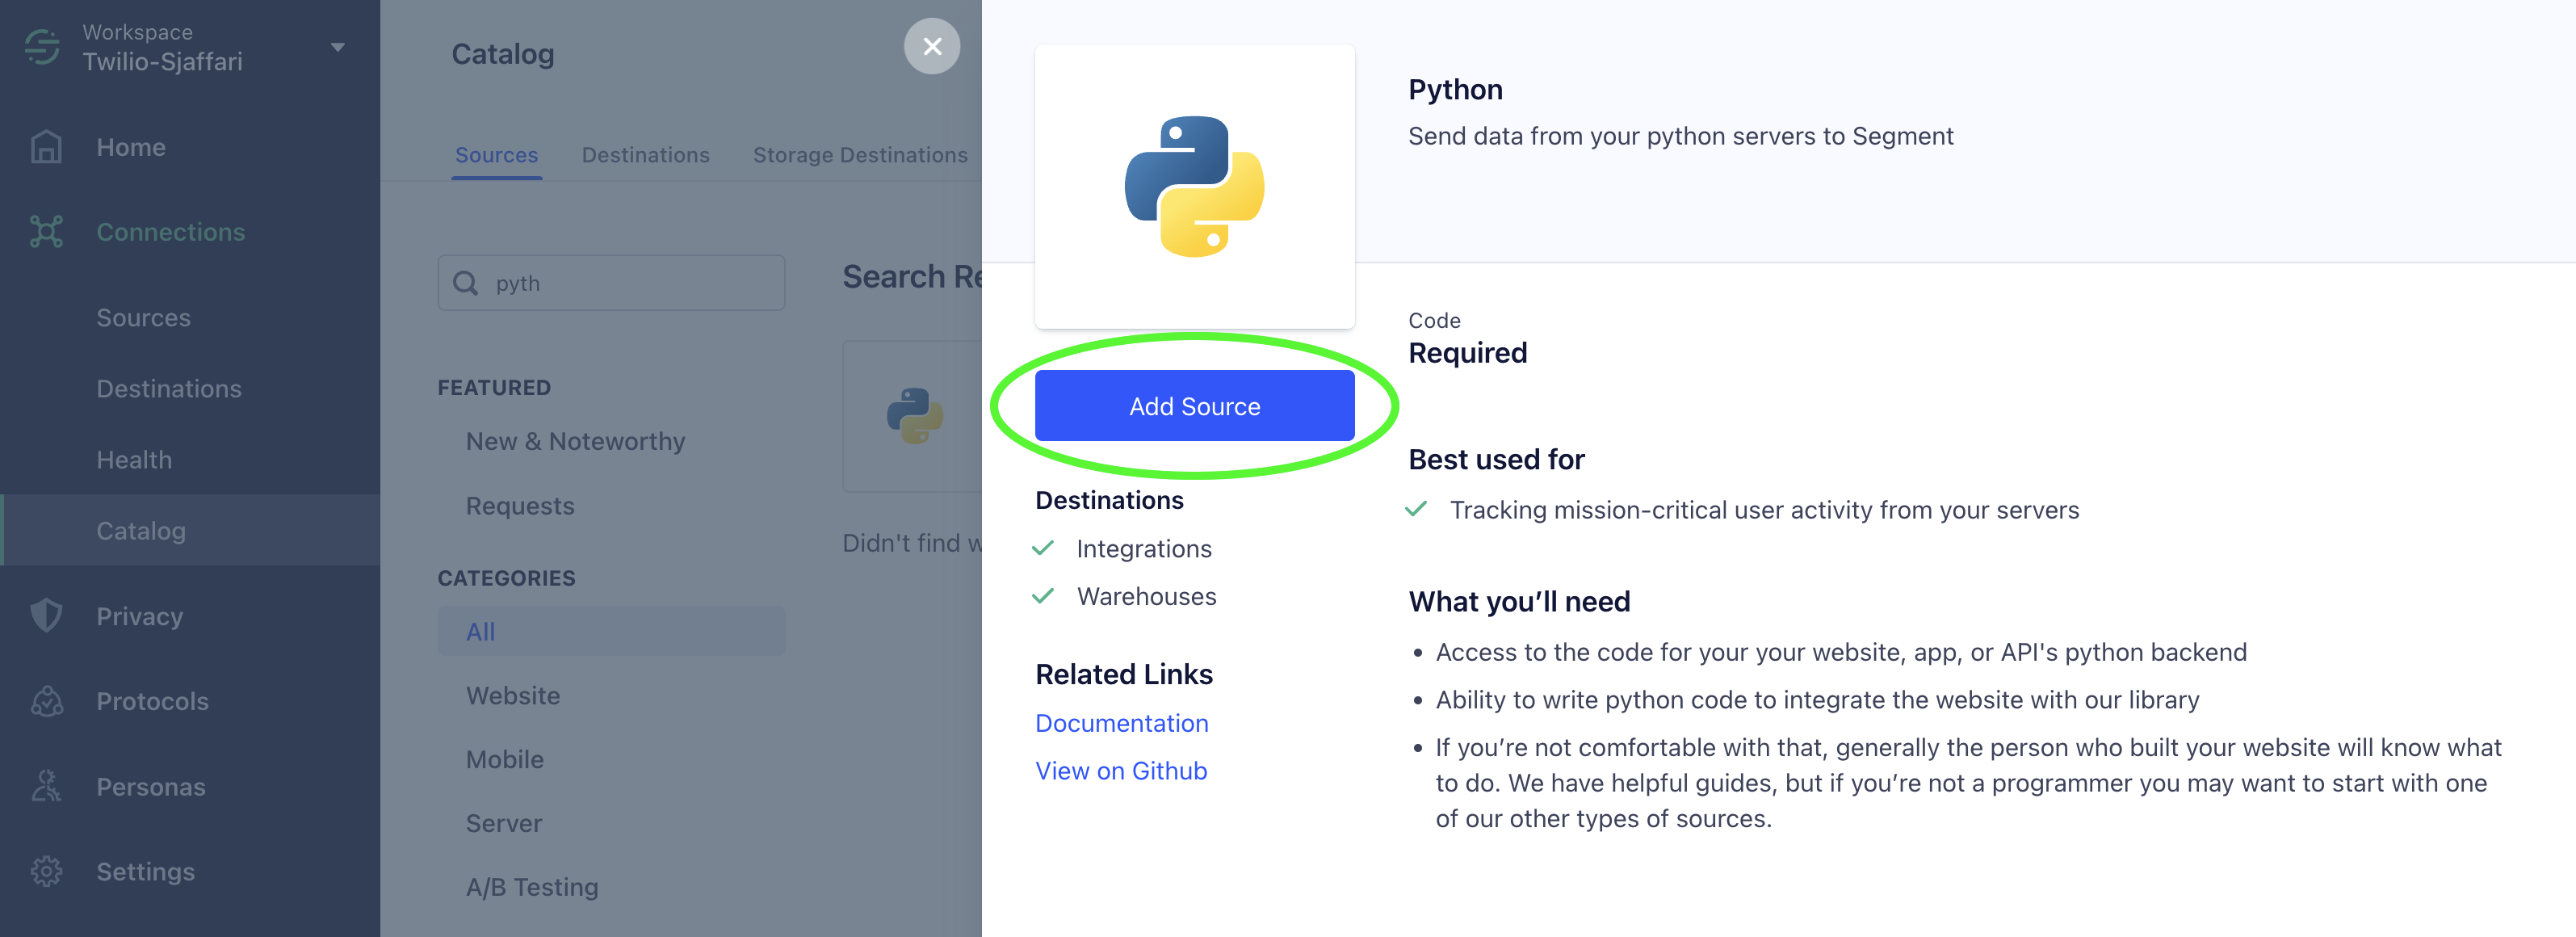 Workspace
Twilio-Sjaffari
Home
Connections
Sources
Destinations
Health
Catalog
Privacy
Protocols
Personas
Settings
Catalog
Sources Destinations Storage Destinations
pyth
FEATURED
New & Noteworthy
Requests
CATEGORIES
All
Website
Mobile
Server
A/B Testing
Search Re
Didn't find w
Python
Send data from your python servers to Segment
Add Source
Destinations
Integrations
Warehouses
Related Links
Documentation
View on Github
Code
Required
Best used for
Tracking mission-critical user activity from your servers
What you’ll need
• Access to the code for your your website, app, or API's python backend
• Ability to write python code to integrate the website with our library
• If you’re not comfortable with that, generally the person who built your website will know what
to do. We have helpful guides, but if you’re not a programmer you may want to start with one
of our other types of sources.